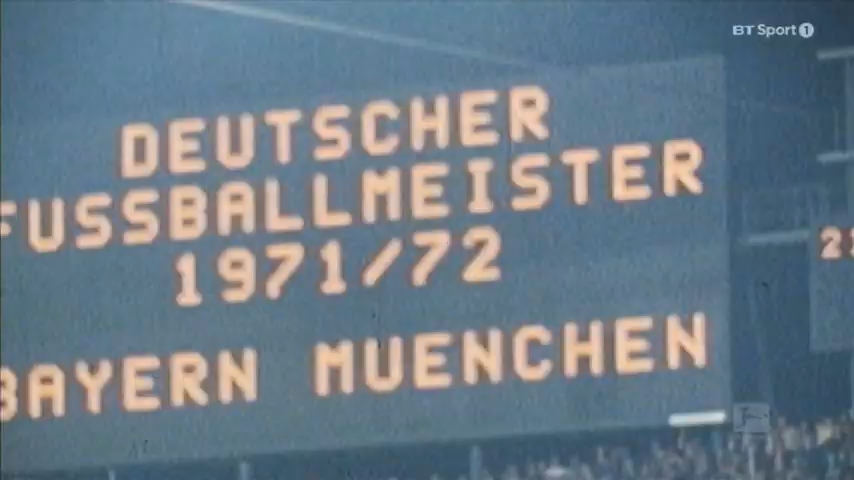 BT Sport 1
DEUTSCHER
FUSSBALLMEISTER
1971/72
BAYERN MUENCHEN